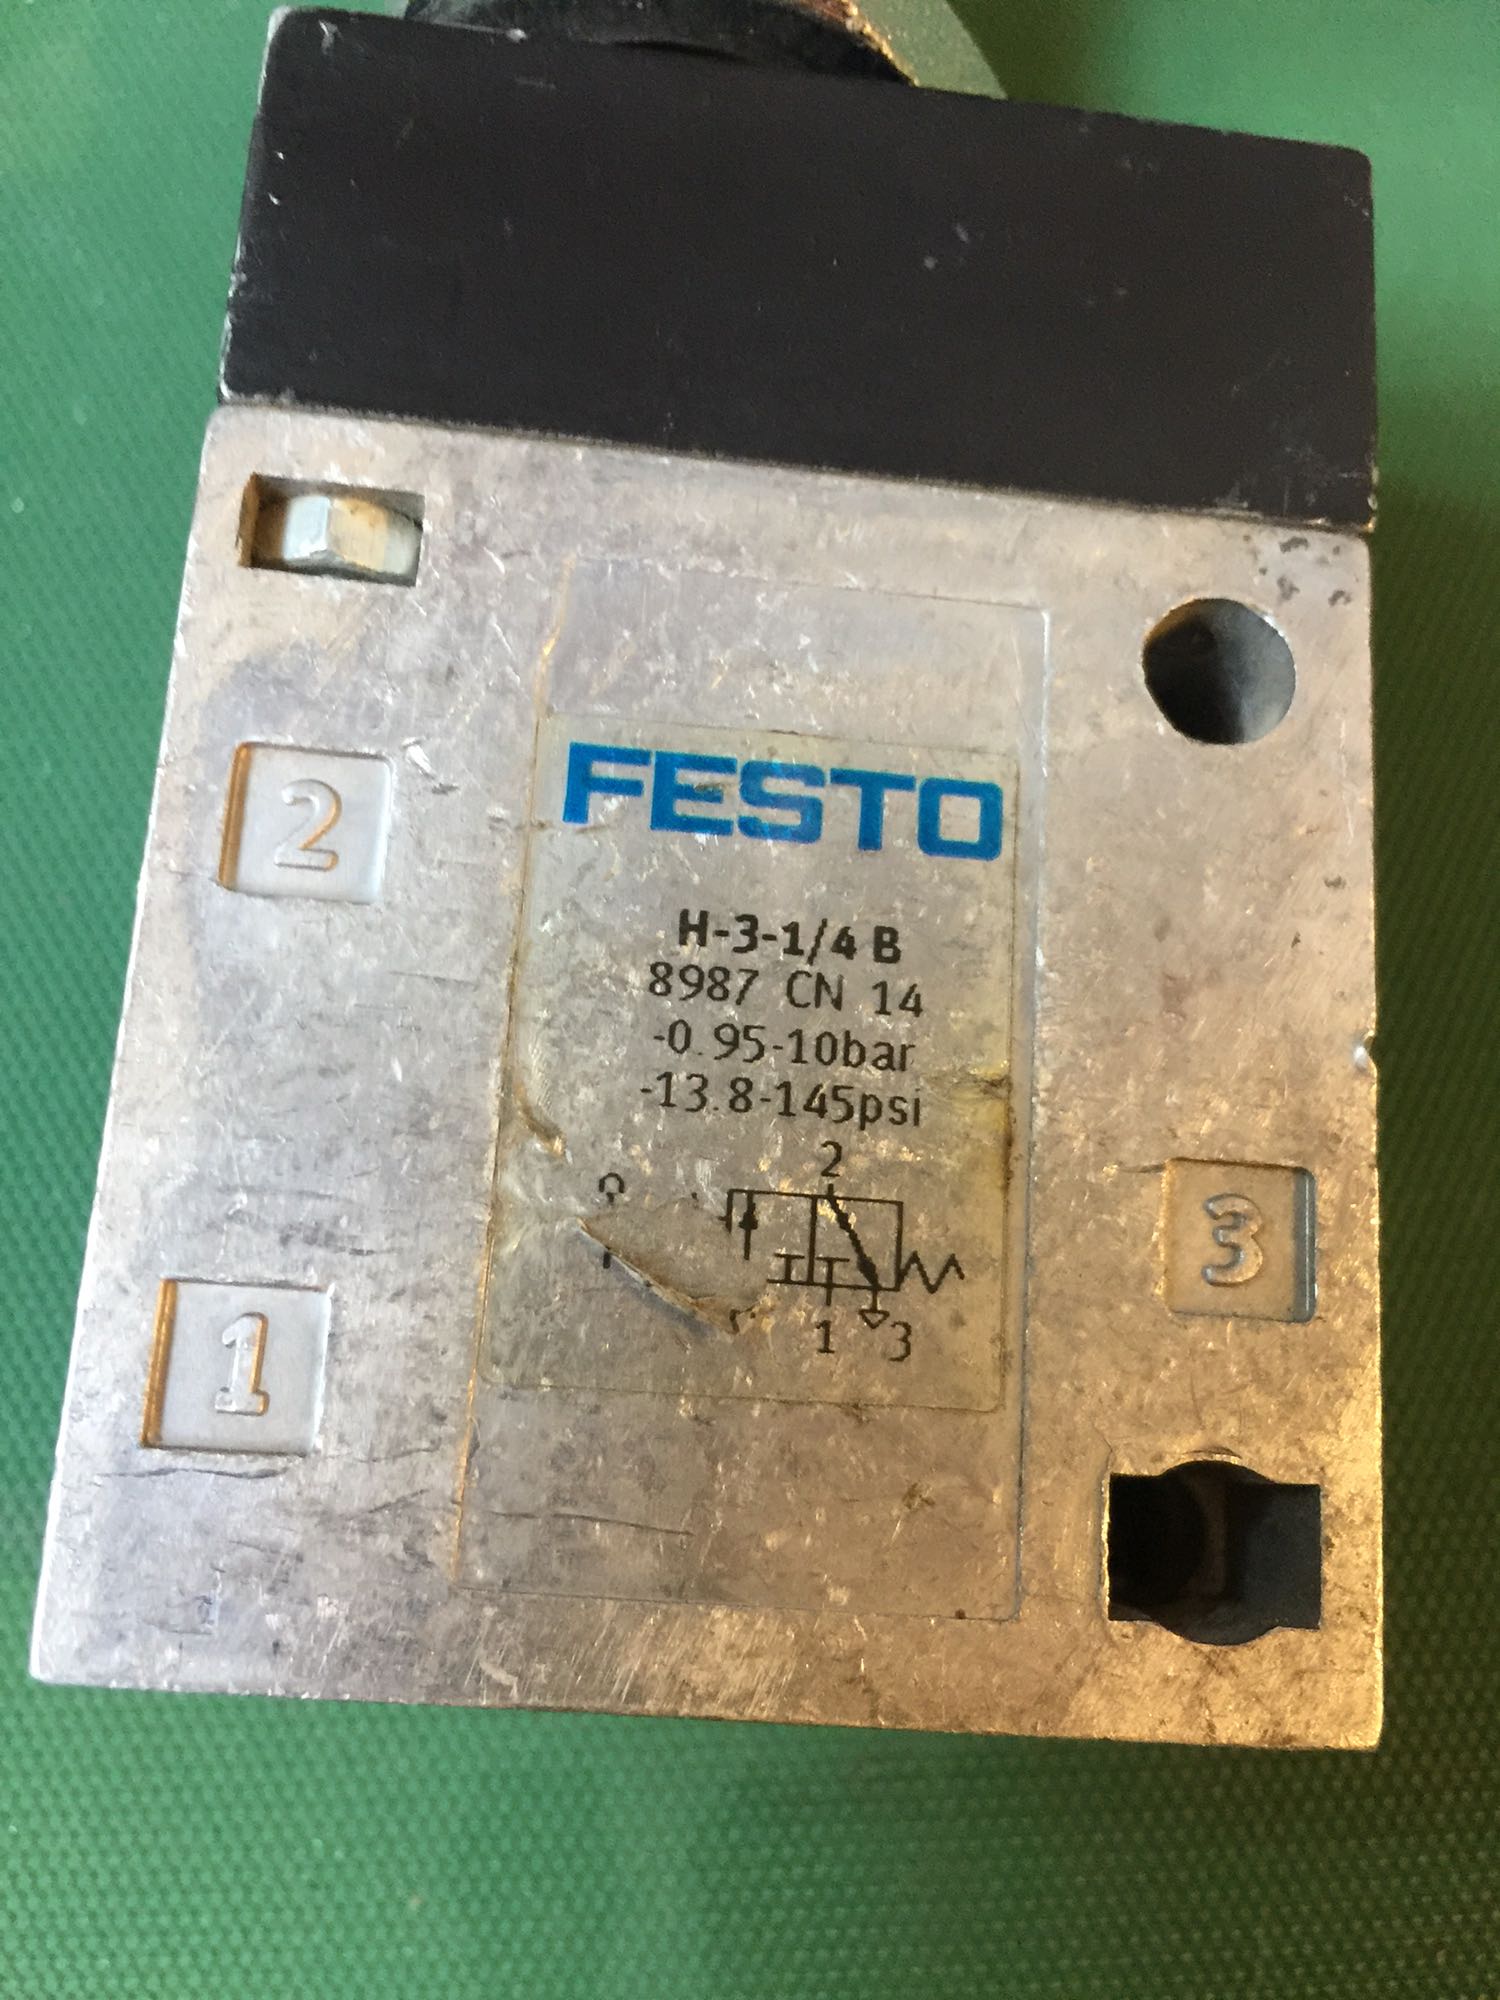 FESTO
2
H-3-1/4 B
8987 CN 14
-0.95-10bar
-13.8-145psi
2
3
1 3
1